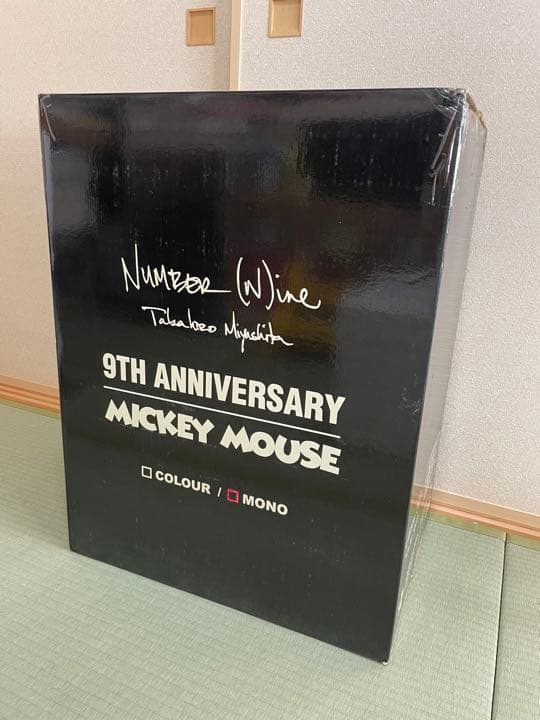 NUMBER (N)ine
Takahiro Miyashita
9TH ANNIVERSARY
MICKEY MOUSE
☐ COLOUR / ☐ MONO